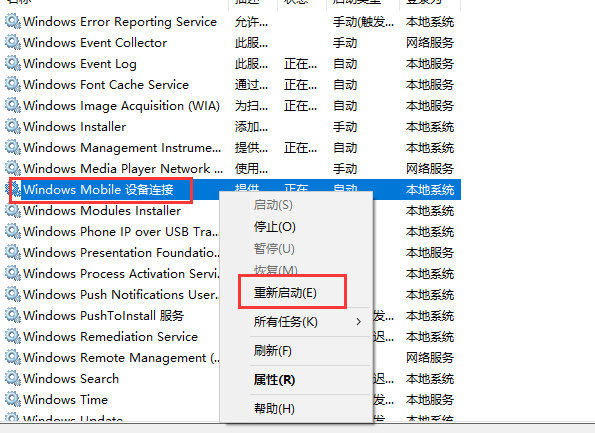 名称 描述 状态 启动类型 登录为
Windows Error Reporting Service 允许... 手动(触发... 本地系统
Windows Event Collector 此服... 手动 网络服务
Windows Event Log 此服... 正在... 自动 本地服务
Windows Font Cache Service 通过... 正在... 自动 本地服务
Windows Image Acquisition (WIA) 为扫... 正在... 自动 本地服务
Windows Installer 添加... 手动 本地系统
Windows Management Instrume... 提供... 正在... 自动 本地系统
Windows Media Player Network ... 使用... 手动 网络服务
Windows Mobile 设备连接 提供 正在 自动 本地系统
Windows Modules Installer 本地系统
Windows Phone IP over USB Tra... 本地系统
Windows Presentation Foundatio... 本地服务
Windows Process Activation Servi... 本地系统
Windows Push Notifications User... 本地系统
Windows PushToInstall 服务 发... 本地系统
Windows Remediation Service 迟... 本地系统
Windows Remote Management (... 网络服务
Windows Search 迟... 本地系统
Windows Time 发... 本地服务
Windows Update 发... 本地系统
启动(S)
停止(O)
暂停(U)
恢复(M)
重新启动(E)
所有任务(K)
刷新(F)
属性(R)
帮助(H)